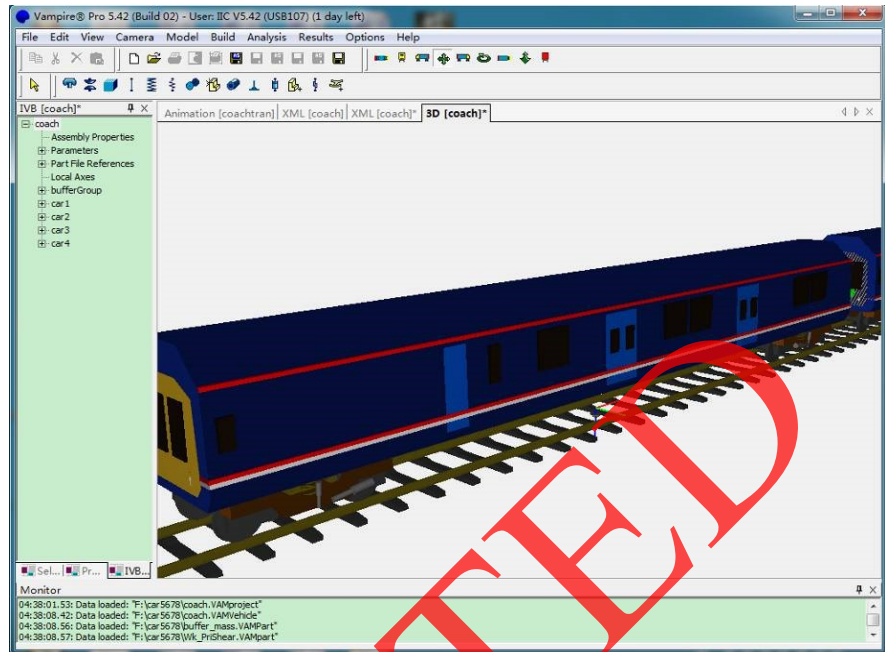 Vampire® Pro 5.42 (Build 02) - User: IIC V5.42 (USB107) (1 day left)
File Edit View Camera Model Build Analysis Results Options Help
IVB [coach]*
Animation [coachtran] XML [coach] XML [coach]* 3D [coach]*
coach
Assembly Properties
Parameters
Part File References
Local Axes
bufferGroup
car1
car2
car3
car4
TED
Sel... Pr... IVB...
Monitor
04:38:01.53: Data loaded: "F:\car5678\coach.VAMproject"
04:38:08.42: Data loaded: "F:\car5678\coach.VAMVehicle"
04:38:08.56: Data loaded: "F:\car5678\buffer_mass.VAMPart"
04:38:08.57: Data loaded: "F:\car5678\Wk_PriShear.VAMpart"